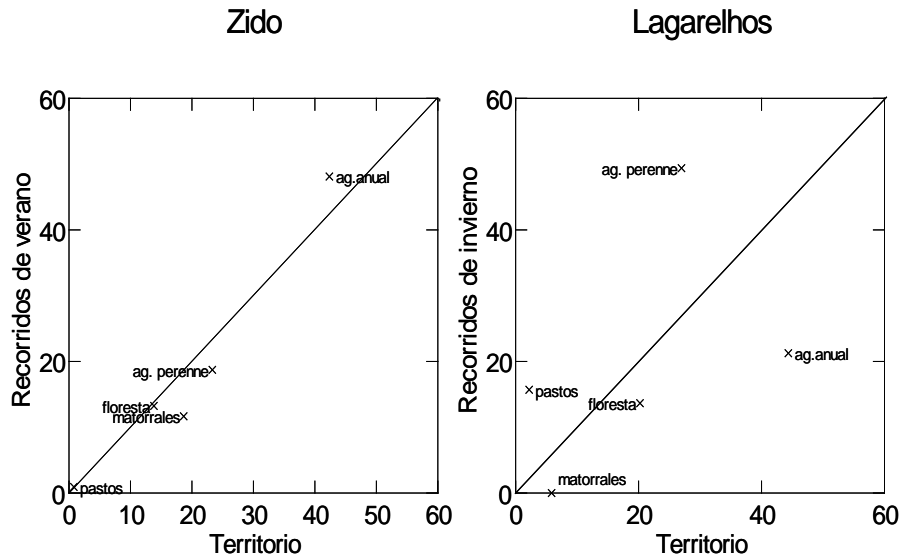 Zido
Lagarelhos
Recorridos de verano
60
40
20
0
ag.anual
ag. perenne
floresta
matorrales
pastos
0 10 20 30 40 50 60
Territorio
Recorridos de invierno
60
40
20
0
ag. perenne
ag.anual
pastos
floresta
matorrales
0 20 40 60
Territorio